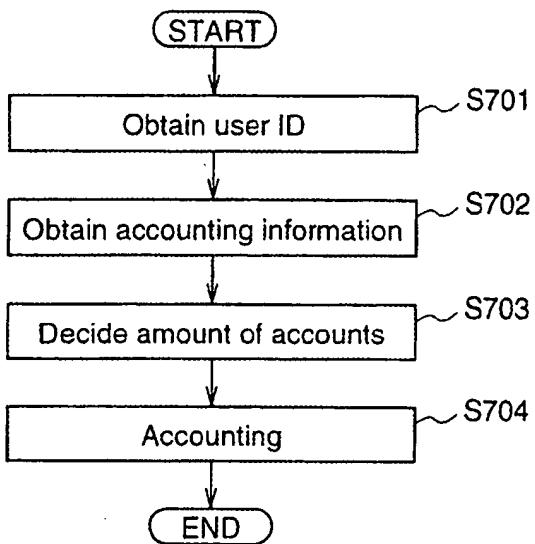 START
Obtain user ID
S701
Obtain accounting information
S702
Decide amount of accounts
S703
Accounting
S704
END